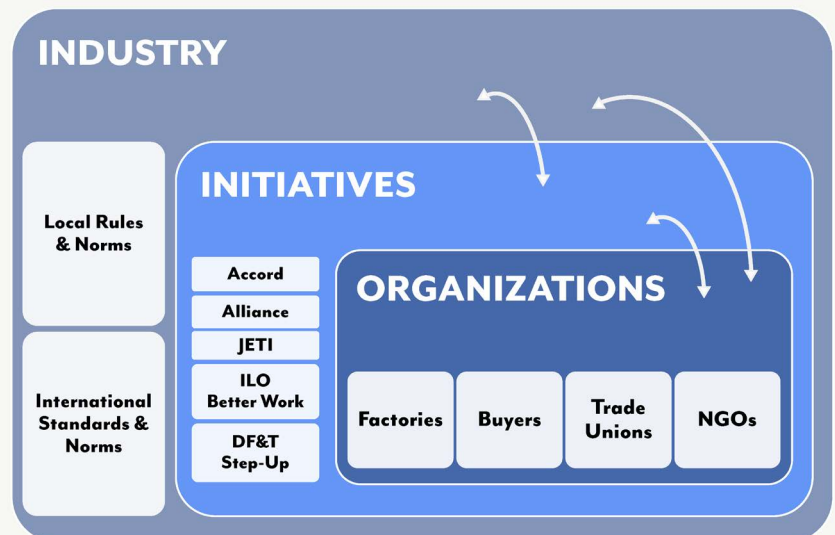 INDUSTRY
Local Rules
& Norms
International
Standards &
Norms
INITIATIVES
Accord
Alliance
JETI
ILO
Better Work
DF&T
Step-Up
ORGANIZATIONS
Factories
Buyers
Trade
Unions
NGOs